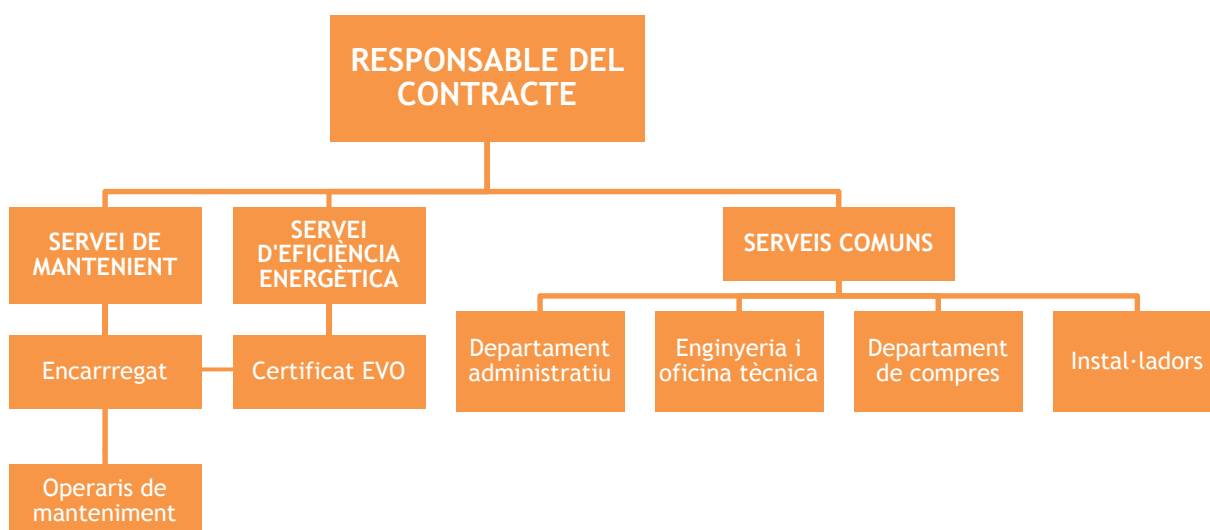 RESPONSABLE DEL
CONTRACTE
SERVEI DE
MANTENIENT
SERVEI
D'EFICIÈNCIA
ENERGÈTICA
SERVEIS COMUNS
Encarrregat
Certificat EVO
Departament
administratiu
Enginyeria i
oficina tècnica
Departament
de compres
Instal·ladors
Operaris de
manteniment